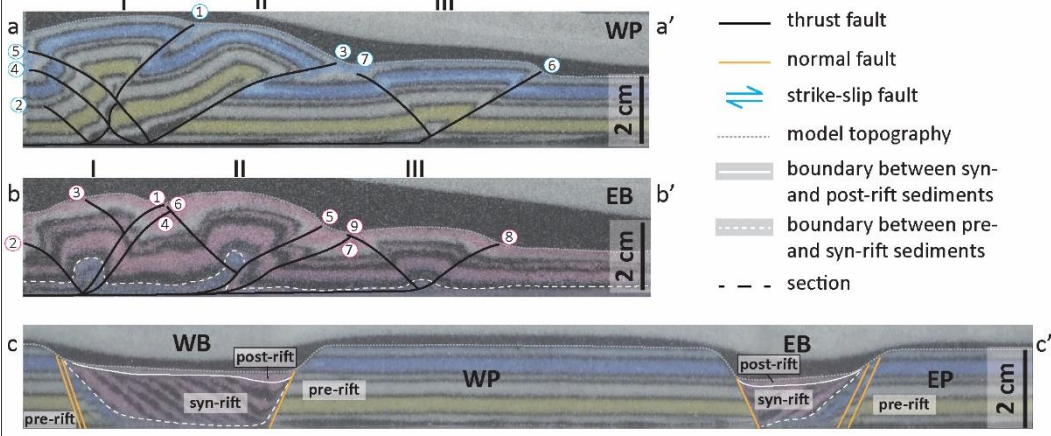 I II III
a WP a’
① ⑤ ④ ② ③ ⑦ ⑥
2 cm
I II III
b EB b’
③ ① ⑥ ④ ② ⑤ ⑨ ⑦ ⑧
2 cm
c WB post-rift EB c’
post-rift
WP EP
pre-rift syn-rift pre-rift syn-rift pre-rift
2 cm
thrust fault
normal fault
strike-slip fault
model topography
boundary between syn-
and post-rift sediments
boundary between pre-
and syn-rift sediments
section